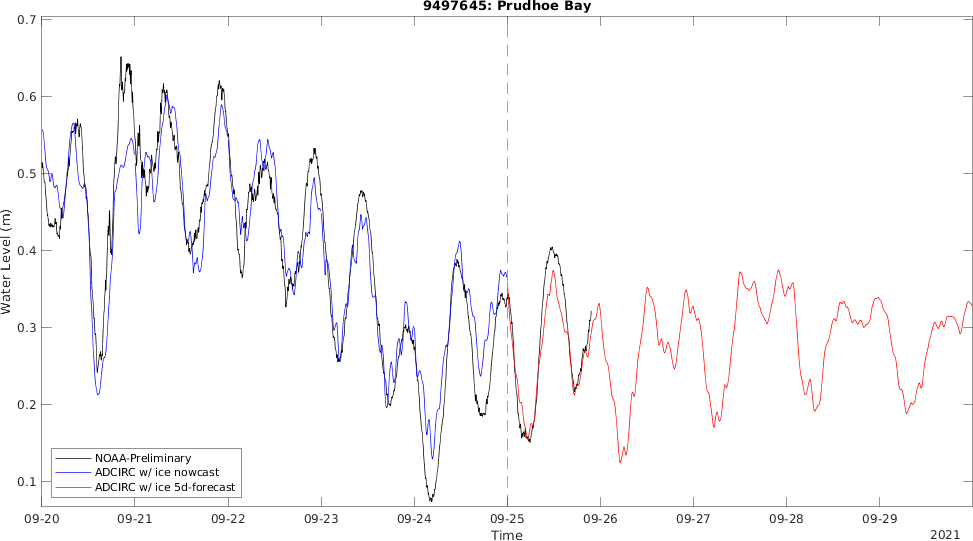 9497645: Prudhoe Bay
0.7
0.6
0.5
0.4
0.3
0.2
0.1
Water Level (m)
NOAA-Preliminary
ADCIRC w/ ice nowcast
ADCIRC w/ ice 5d-forecast
09-20 09-21 09-22 09-23 09-24 09-25 09-26 09-27 09-28 09-29
Time
2021